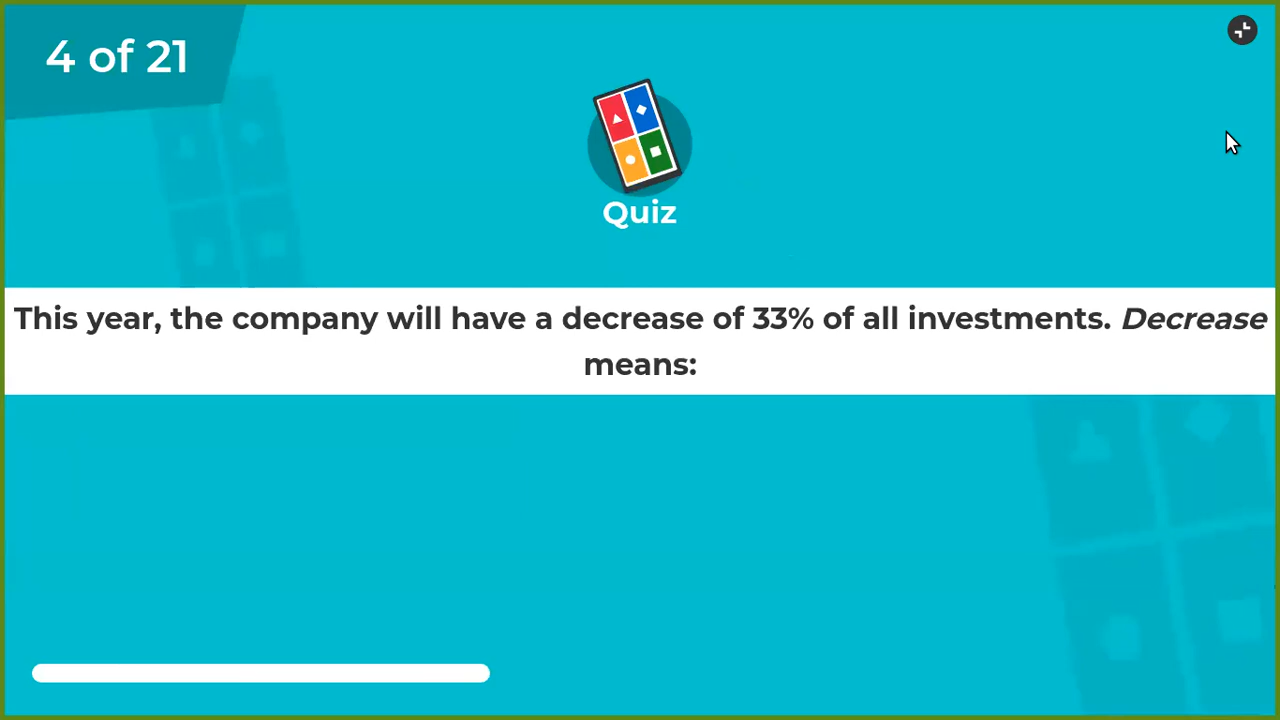 4 of 21
Quiz
This year, the company will have a decrease of 33% of all investments. Decrease
means: